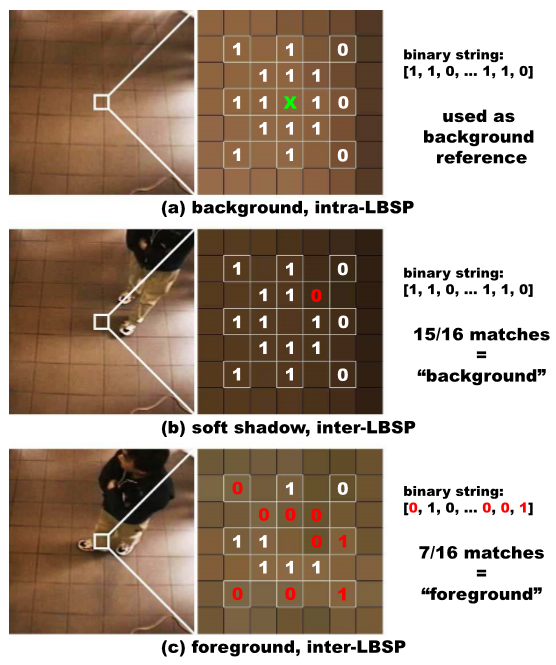 1 1 0
1 1 1
1 1 X 1 0
1 1 1
1 1 0
binary string:
[1, 1, 0, ... 1, 1, 0]
used as
background
reference
(a) background, intra-LBSP
1 1 0
1 1 0
1 1 1 0
1 1 1
1 1 0
binary string:
[1, 1, 0, ... 1, 1, 0]
15/16 matches
=
“background”
(b) soft shadow, inter-LBSP
0 1 0
0 0 0
1 1 0 1
1 1 1
0 0 1
binary string:
[0, 1, 0, ... 0, 0, 1]
7/16 matches
=
“foreground”
(c) foreground, inter-LBSP